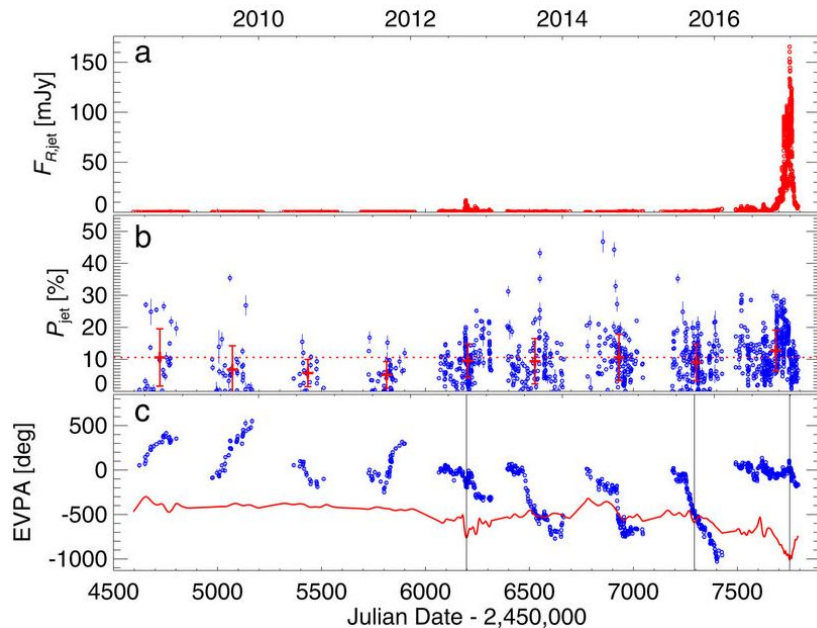 2010 2012 2014 2016
a
150
100
50
0
F_R,jet [mJy]
b
50
40
30
20
10
0
P_jet [%]
c
500
0
-500
-1000
EVPA [deg]
4500 5000 5500 6000 6500 7000 7500
Julian Date - 2,450,000